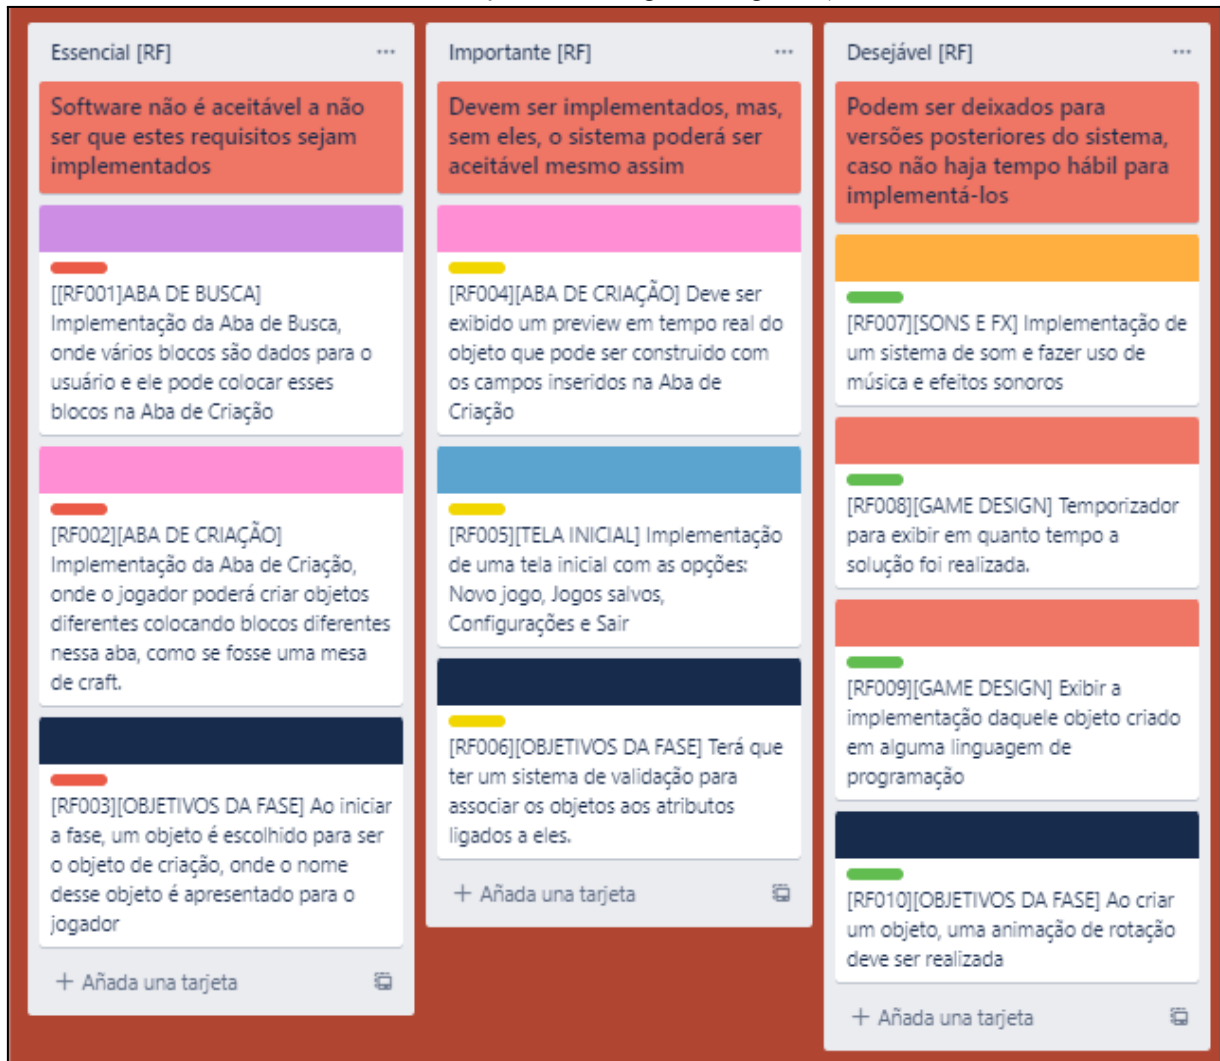 Essencial [RF]
Software não é aceitável a não
ser que estes requisitos sejam
implementados
[[RF001]ABA DE BUSCA]
Implementação da Aba de Busca,
onde vários blocos são dados para o
usuário e ele pode colocar esses
blocos na Aba de Criação
[RF002][ABA DE CRIAÇÃO]
Implementação da Aba de Criação,
onde o jogador poderá criar objetos
diferentes colocando blocos diferentes
nessa aba, como se fosse uma mesa
de craft.
[RF003][OBJETIVOS DA FASE] Ao iniciar
a fase, um objeto é escolhido para ser
o objeto de criação, onde o nome
desse objeto é apresentado para o
jogador
+ Añada una tarjeta
Importante [RF]
Devem ser implementados, mas,
sem eles, o sistema poderá ser
aceitável mesmo assim
[RF004][ABA DE CRIAÇÃO] Deve ser
exibido um preview em tempo real do
objeto que pode ser construido com
os campos inseridos na Aba de
Criação
[RF005][TELA INICIAL] Implementação
de uma tela inicial com as opções:
Novo jogo, Jogos salvos,
Configurações e Sair
[RF006][OBJETIVOS DA FASE] Terá que
ter um sistema de validação para
associar os objetos aos atributos
ligados a eles.
+ Añada una tarjeta
Desejável [RF]
Podem ser deixados para
versões posteriores do sistema,
caso não haja tempo hábil para
implementá-los
[RF007][SONS E FX] Implementação de
um sistema de som e fazer uso de
música e efeitos sonoros
[RF008][GAME DESIGN] Temporizador
para exibir em quanto tempo a
solução foi realizada.
[RF009][GAME DESIGN] Exibir a
implementação daquele objeto criado
em alguma linguagem de
programação
[RF010][OBJETIVOS DA FASE] Ao criar
um objeto, uma animação de rotação
deve ser realizada
+ Añada una tarjeta